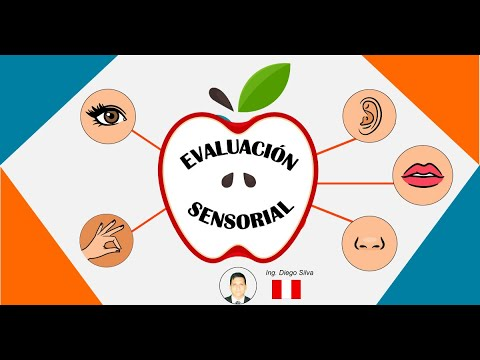 EVALUACIÓN
SENSORIAL
Ing. Diego Silva